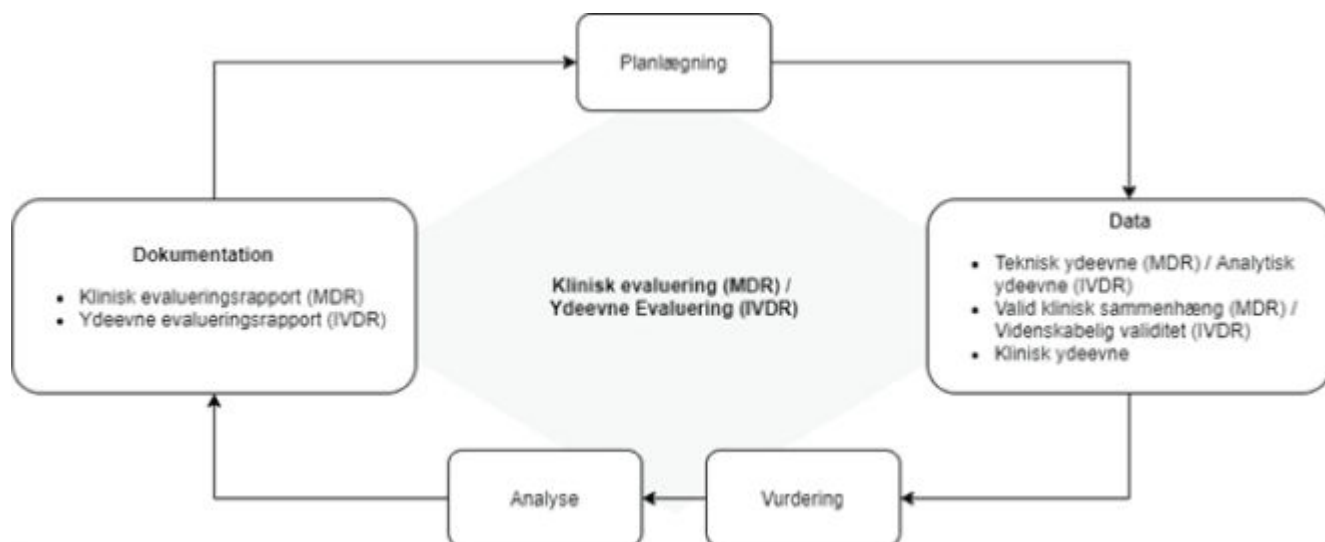 Planlægning
Data
• Teknisk ydeevne (MDR) / Analytisk
ydeevne (IVDR)
• Valid klinisk sammenhæng (MDR) /
Videnskabelig validitet (IVDR)
• Klinisk ydeevne
Dokumentation
• Klinisk evalueringsrapport (MDR)
• Ydeevne evalueringsrapport (IVDR)
Klinisk evaluering (MDR) /
Ydeevne Evaluering (IVDR)
Analyse
Vurdering